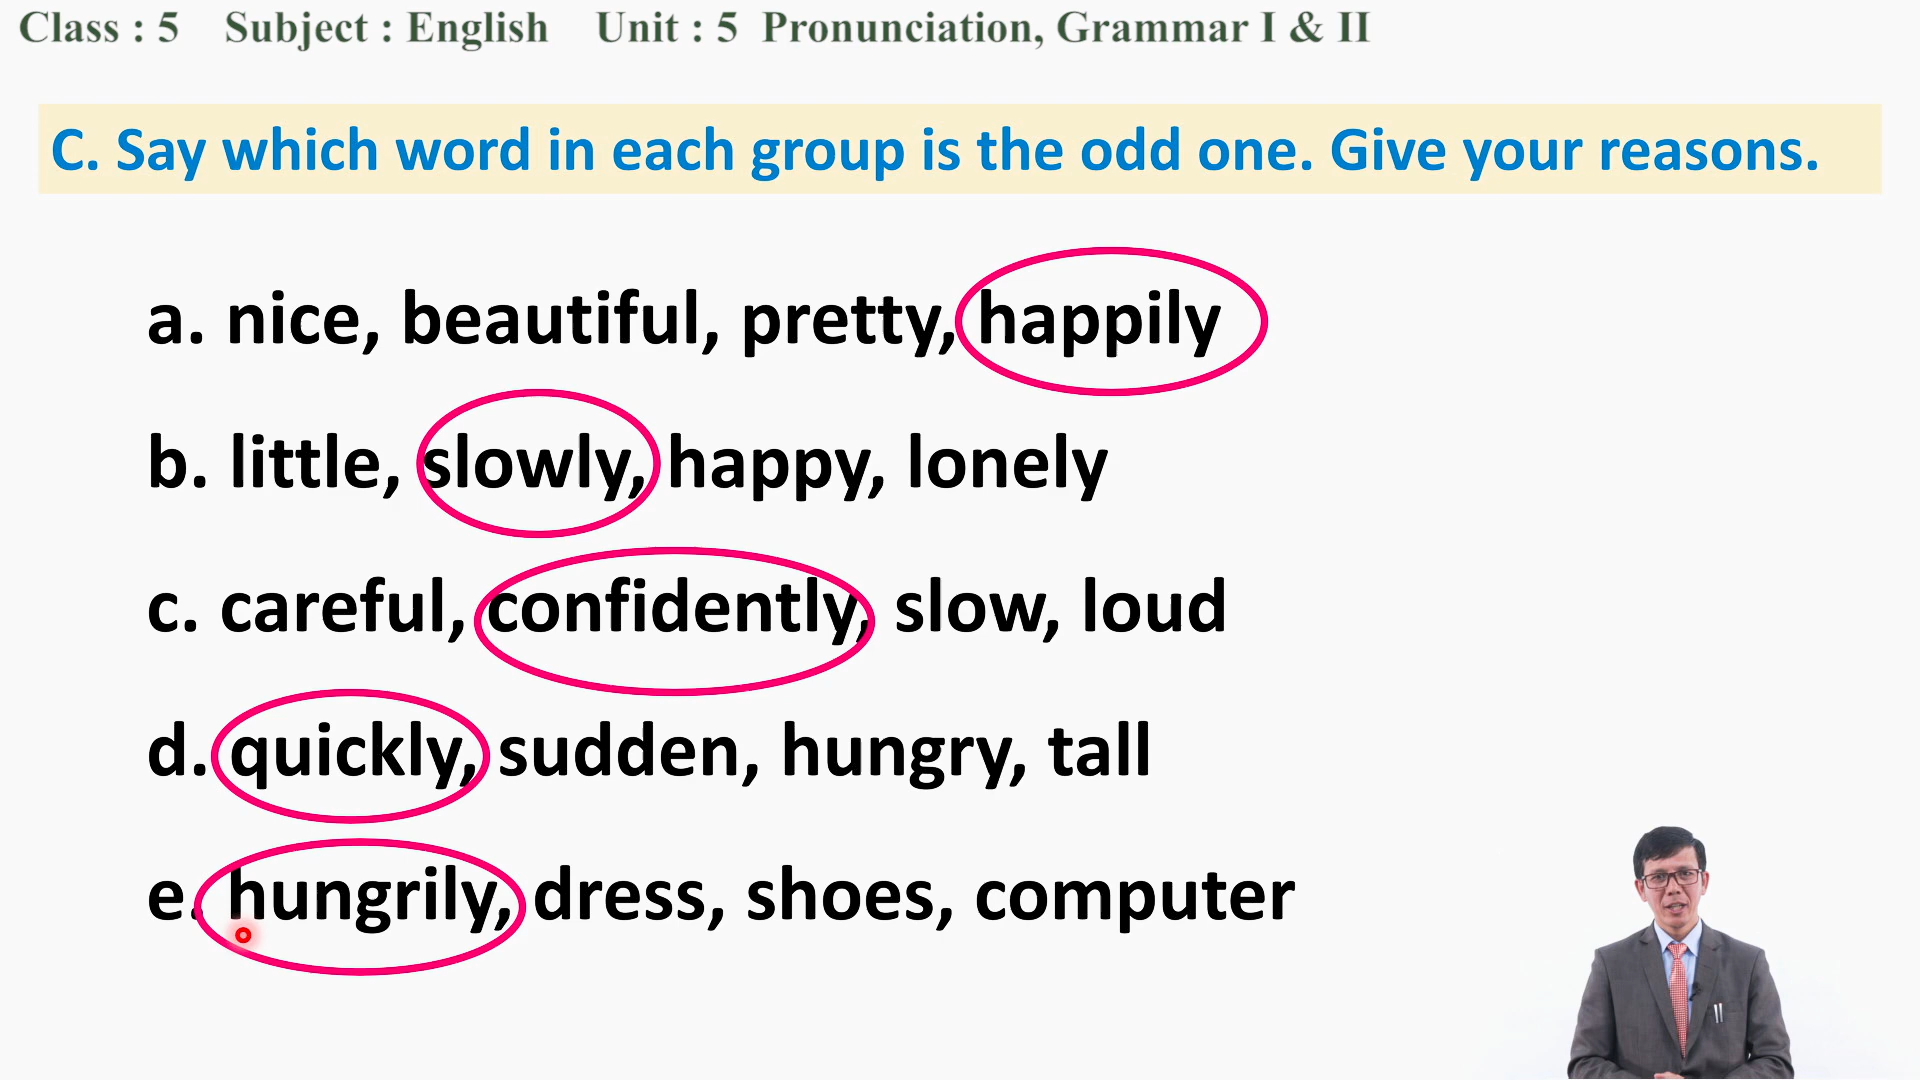 Class : 5 Subject : English Unit : 5 Pronunciation, Grammar I & II
C. Say which word in each group is the odd one. Give your reasons.
a. nice, beautiful, pretty, happily
b. little, slowly, happy, lonely
c. careful, confidently, slow, loud
d. quickly, sudden, hungry, tall
e. hungrily, dress, shoes, computer